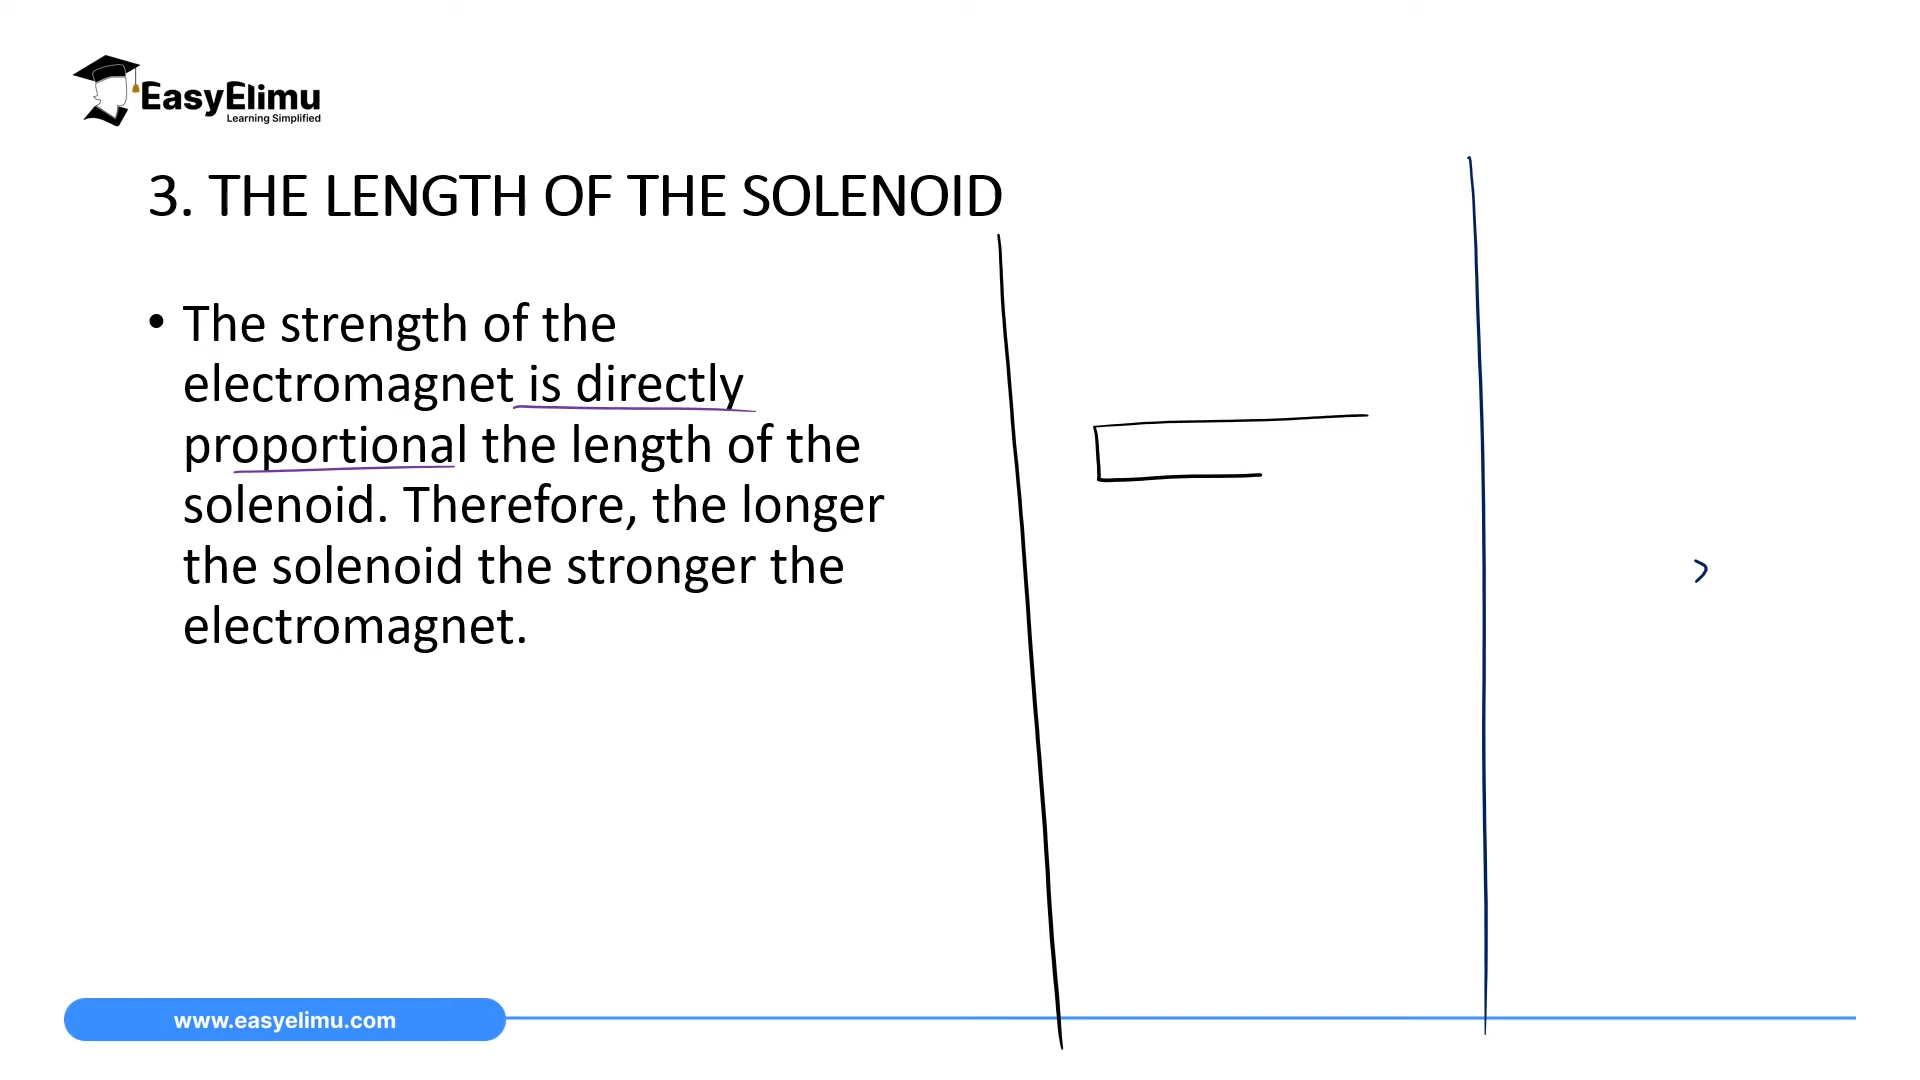 EasyElimu
Learning Simplified
3. THE LENGTH OF THE SOLENOID
• The strength of the
electromagnet is directly
proportional the length of the
solenoid. Therefore, the longer
the solenoid the stronger the
electromagnet.
www.easyelimu.com